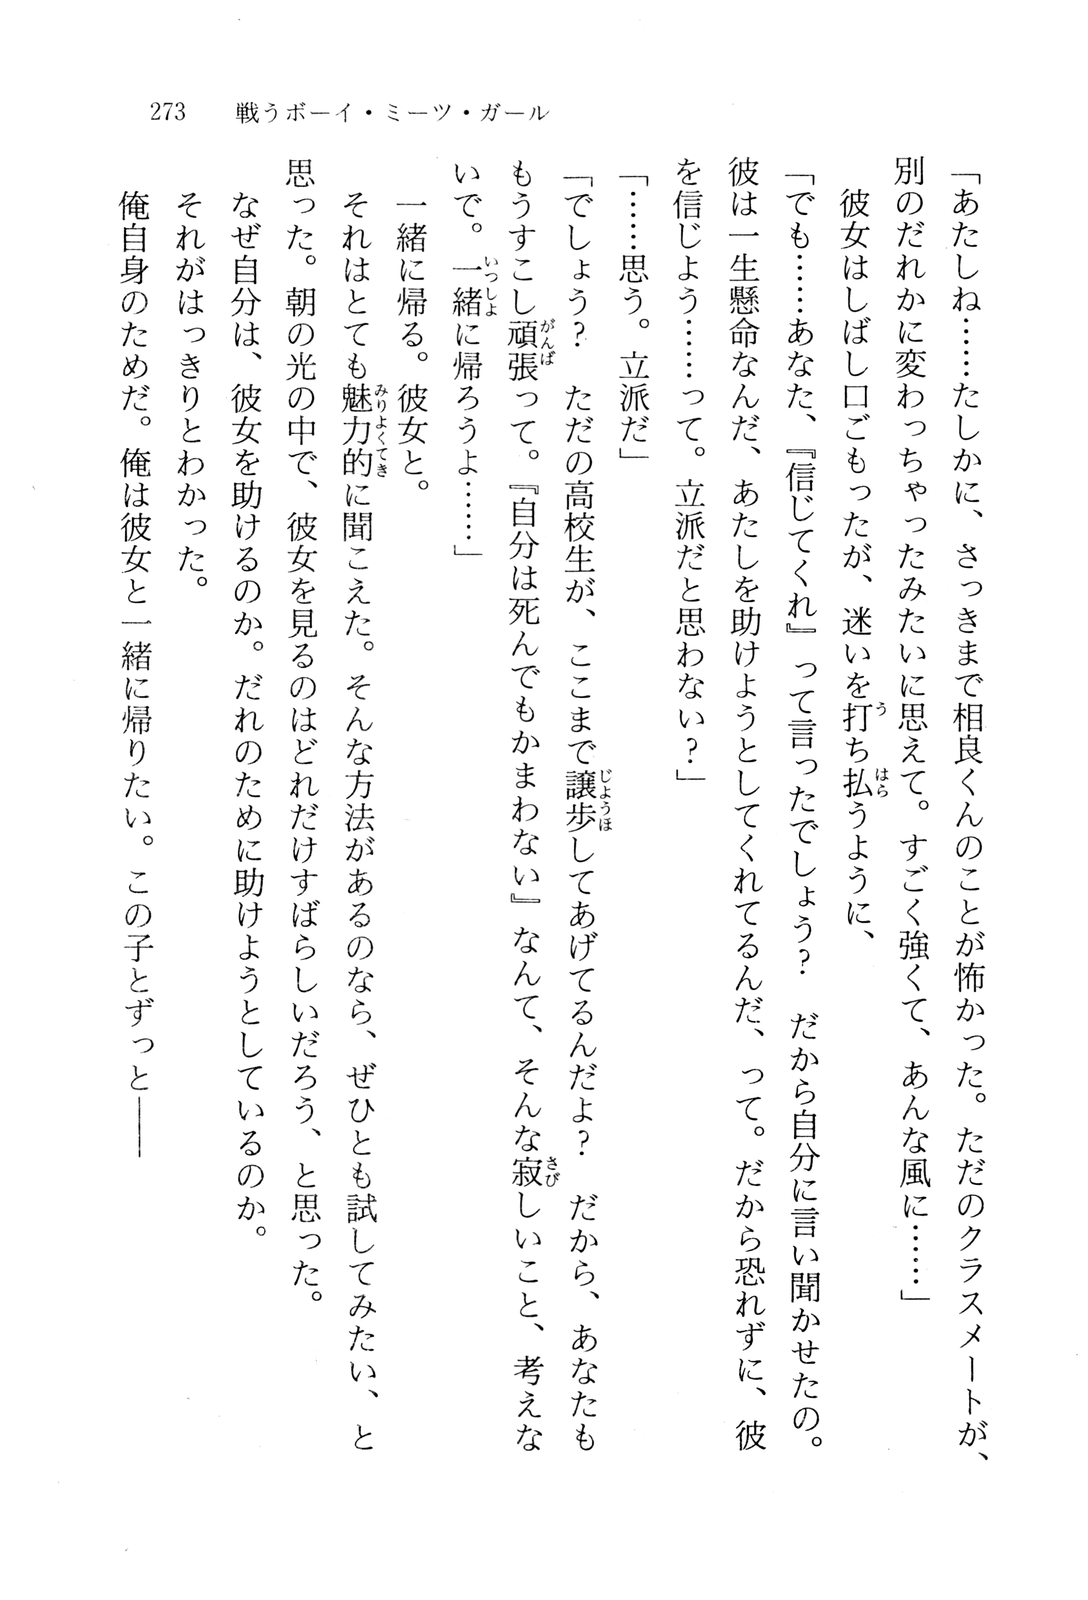 273　戦うボーイ・ミーツ・ガール
「あたしね……たしかに、さっきまで相良くんのことが怖かった。ただのクラスメートが、
別のだれかに変わっちゃったみたいに思えて。すごく強くて、あんな風に……」
　彼女はしばし口ごもったが、迷いを打ち払うように、
「でも……あなた、『信じてくれ』って言ったでしょう？　だから自分に言い聞かせたの。
彼は一生懸命なんだ、あたしを助けようとしてくれてるんだ、って。だから恐れずに、彼
を信じよう……って。立派だと思わない？」
「……思う。立派だ」
「でしょう？　ただの高校生が、ここまで譲歩してあげてるんだよ？　だから、あなたも
もうすこし頑張って。『自分は死んでもかまわない』なんて、そんな寂しいこと、考えな
いで。一緒に帰ろうよ……」
　一緒に帰る。彼女と。
　それはとても魅力的に聞こえた。そんな方法があるのなら、ぜひとも試してみたい、と
思った。朝の光の中で、彼女を見るのはどれだけすばらしいだろう、と思った。
　なぜ自分は、彼女を助けるのか。だれのために助けようとしているのか。
　それがはっきりとわかった。
　俺自身のためだ。俺は彼女と一緒に帰りたい。この子とずっと――